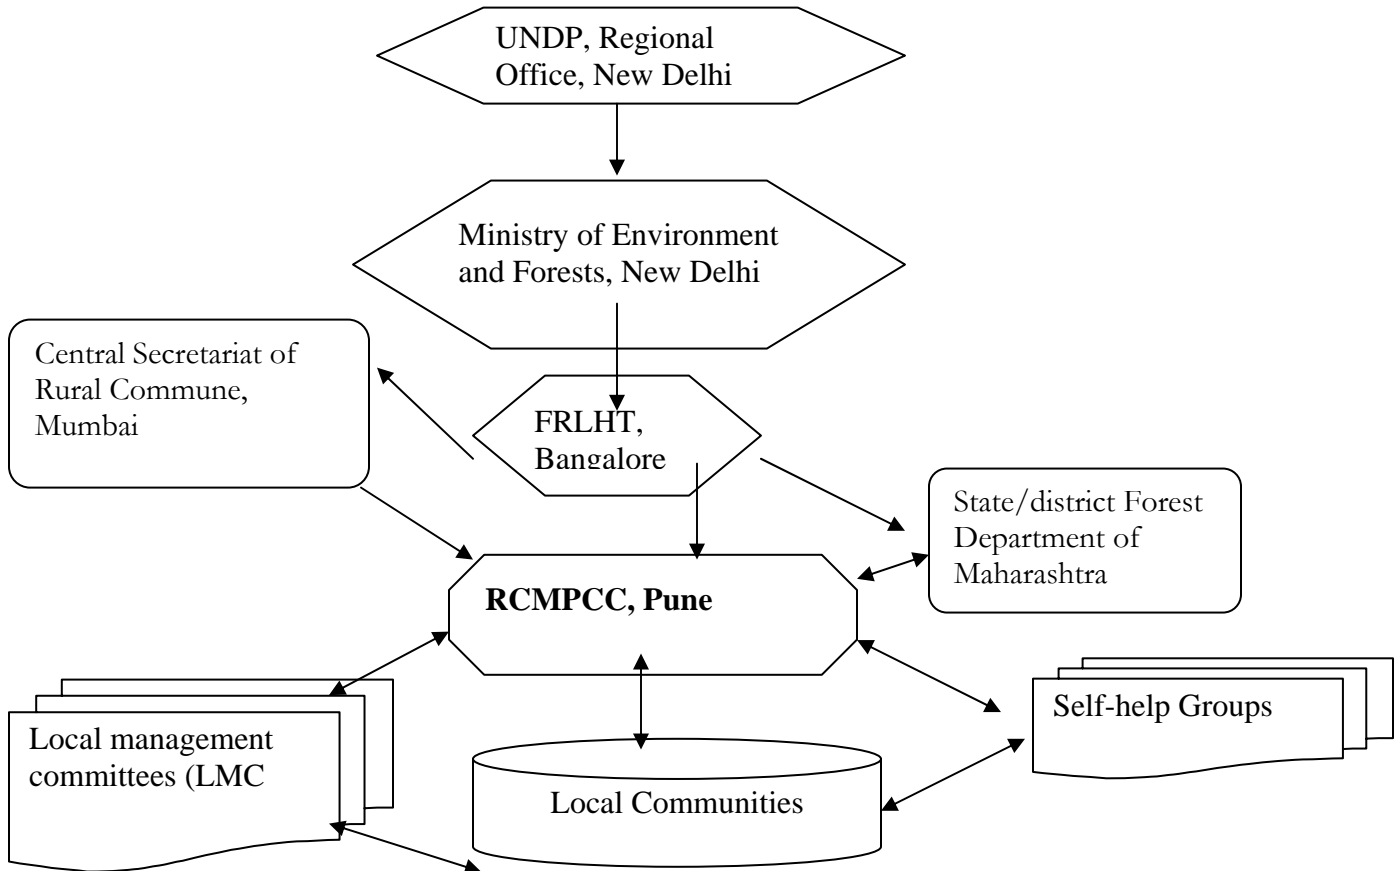 UNDP, Regional
Office, New Delhi
Ministry of Environment
and Forests, New Delhi
Central Secretariat of
Rural Commune,
Mumbai
FRLHT,
Bangalore
State/district Forest
Department of
Maharashtra
RCMPCC, Pune
Self-help Groups
Local management
committees (LMC
Local Communities